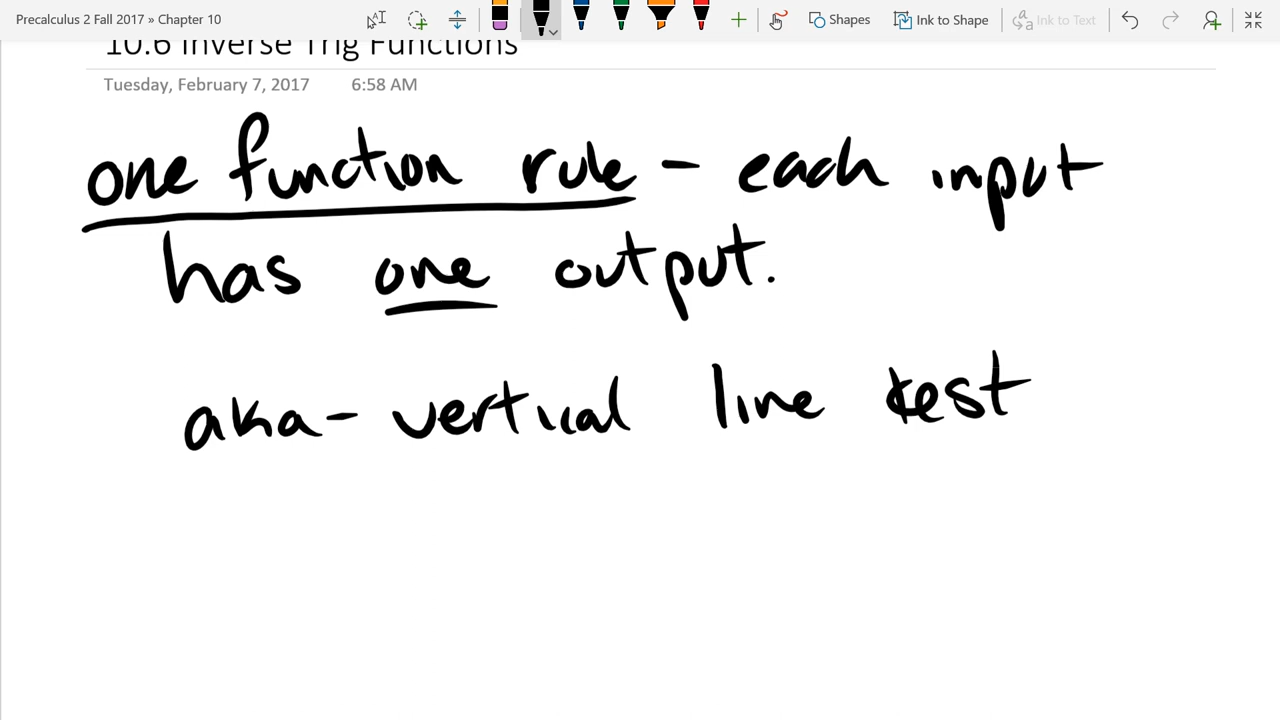 Precalculus 2 Fall 2017 » Chapter 10
Shapes
Ink to Shape
Ink to Text
10.6 Inverse Trig Functions
Tuesday, February 7, 2017 6:58 AM
one function rule - each input
has one output.
aka - vertical line test